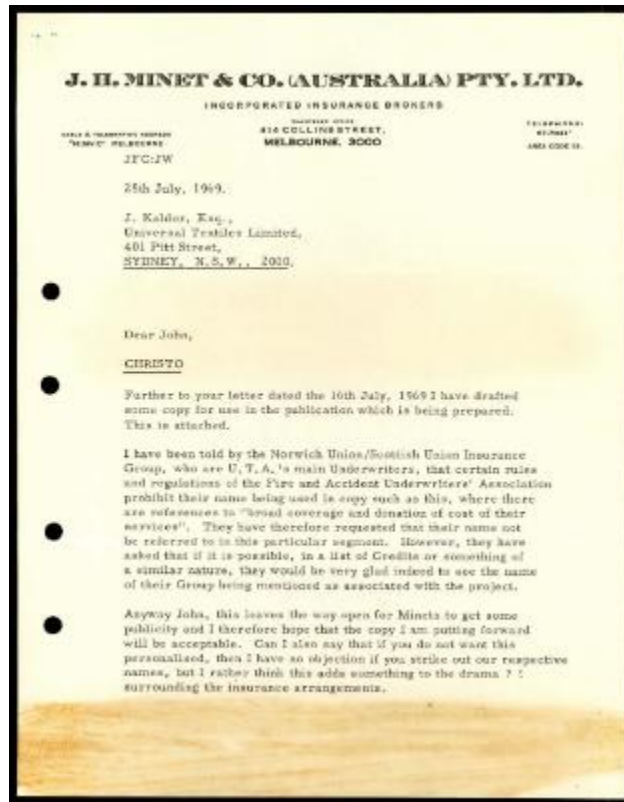 J. H. MINET & CO. (AUSTRALIA) PTY. LTD.
INCORPORATED INSURANCE BROKERS
REGISTERED OFFICE
CABLE & TELEGRAPHIC ADDRESS
"MINVIC" MELBOURNE
414 COLLINS STREET,
MELBOURNE, 3000
TELEPHONE:
AREA CODE
JFC:JW
25th July, 1969.
J. Kaldor, Esq.,
Universal Textiles Limited,
401 Pitt Street,
SYDNEY, N.S.W., 2000.
Dear John,
CHRISTO
Further to your letter dated the 16th July, 1969 I have drafted
some copy for use in the publication which is being prepared.
This is attached.
I have been told by the Norwich Union/Scottish Union Insurance
Group, who are U.T.A.'s main Underwriters, that certain rules
and regulations of the Fire and Accident Underwriters' Association
prohibit their name being used in copy such as this, where there
are references to "broad coverage and donation of cost of their
services". They have therefore requested that their name not
be referred to in this particular segment. However, they have
asked that if it is possible, in a list of Credits or something of
a similar nature, they would be very glad indeed to see the name
of their Group being mentioned as associated with the project.
Anyway John, this leaves the way open for Minets to get some
publicity and I therefore hope that the copy I am putting forward
will be acceptable. Can I also say that if you do not want this
personalised, then I have no objection if you strike out our respective
names, but I rather think this adds something to the drama ? !
surrounding the insurance arrangements.